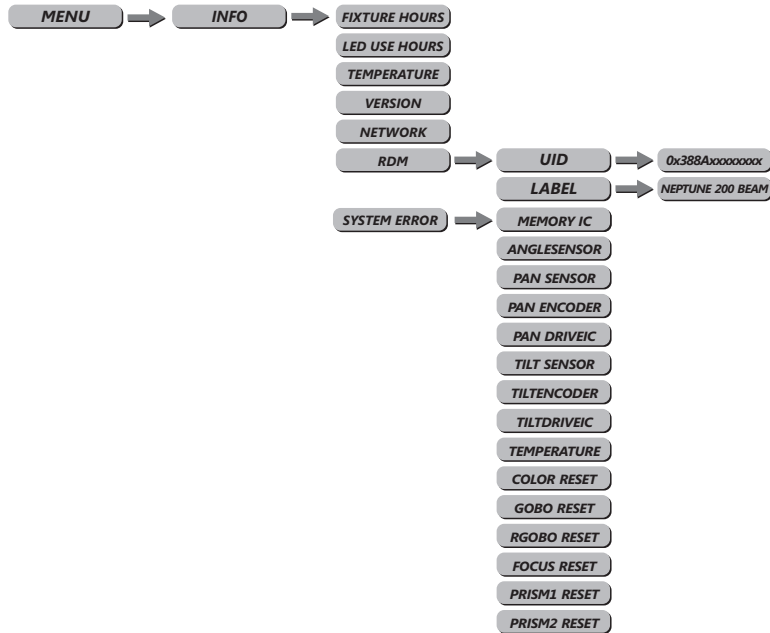 MENU INFO FIXTURE HOURS
LED USE HOURS
TEMPERATURE
VERSION
NETWORK
RDM UID 0x388Axxxxxxxx
LABEL NEPTUNE 200 BEAM
SYSTEM ERROR MEMORY IC
ANGLESENSOR
PAN SENSOR
PAN ENCODER
PAN DRIVEIC
TILT SENSOR
TILTENCODER
TILTDRIVEIC
TEMPERATURE
COLOR RESET
GOBO RESET
RGOBO RESET
FOCUS RESET
PRISM1 RESET
PRISM2 RESET